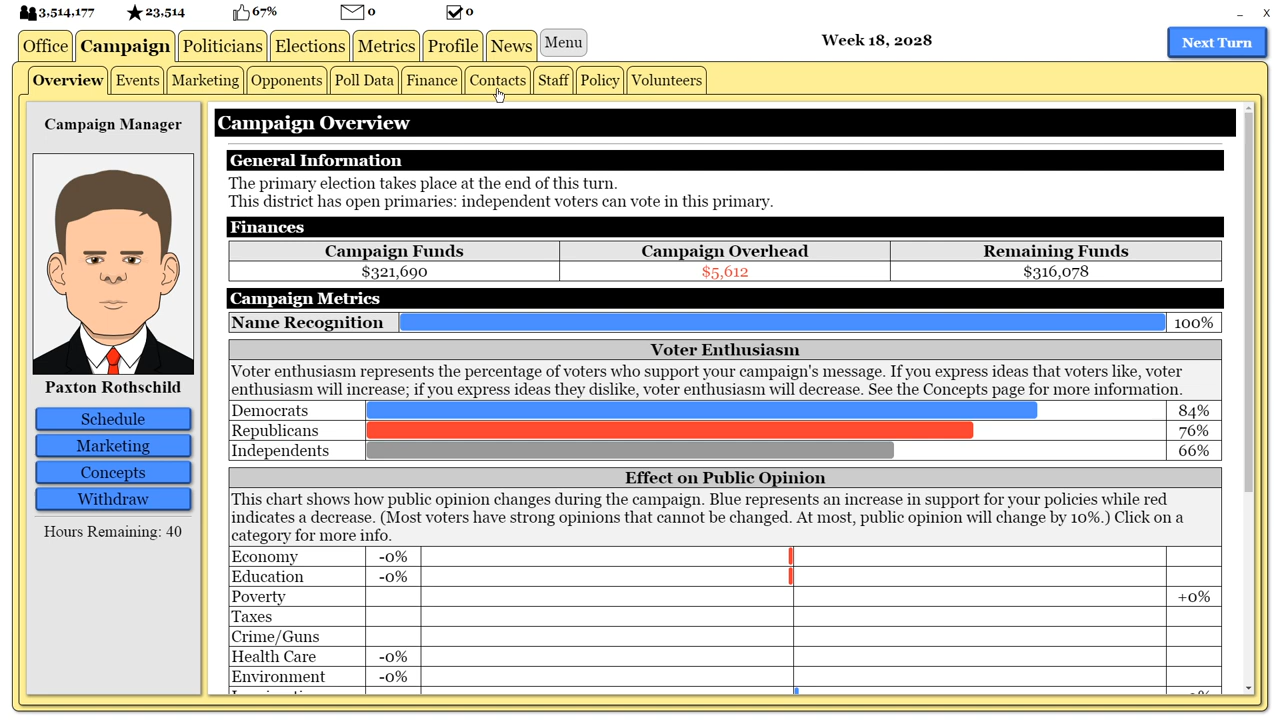 3,514,177 23,514 67% 0 0 _ X
Office Campaign Politicians Elections Metrics Profile News Menu Week 18, 2028 Next Turn
Overview Events Marketing Opponents Poll Data Finance Contacts Staff Policy Volunteers
Campaign Manager
Paxton Rothschild
Schedule
Marketing
Concepts
Withdraw
Hours Remaining: 40
Campaign Overview
General Information
The primary election takes place at the end of this turn.
This district has open primaries: independent voters can vote in this primary.
Finances
Campaign Funds Campaign Overhead Remaining Funds
$321,690 $5,612 $316,078
Campaign Metrics
Name Recognition 100%
Voter Enthusiasm
Voter enthusiasm represents the percentage of voters who support your campaign's message. If you express ideas that voters like, voter
enthusiasm will increase; if you express ideas they dislike, voter enthusiasm will decrease. See the Concepts page for more information.
Democrats 84%
Republicans 76%
Independents 66%
Effect on Public Opinion
This chart shows how public opinion changes during the campaign. Blue represents an increase in support for your policies while red
indicates a decrease. (Most voters have strong opinions that cannot be changed. At most, public opinion will change by 10%.) Click on a
category for more info.
Economy -0%
Education -0%
Poverty +0%
Taxes
Crime/Guns
Health Care -0%
Environment -0%